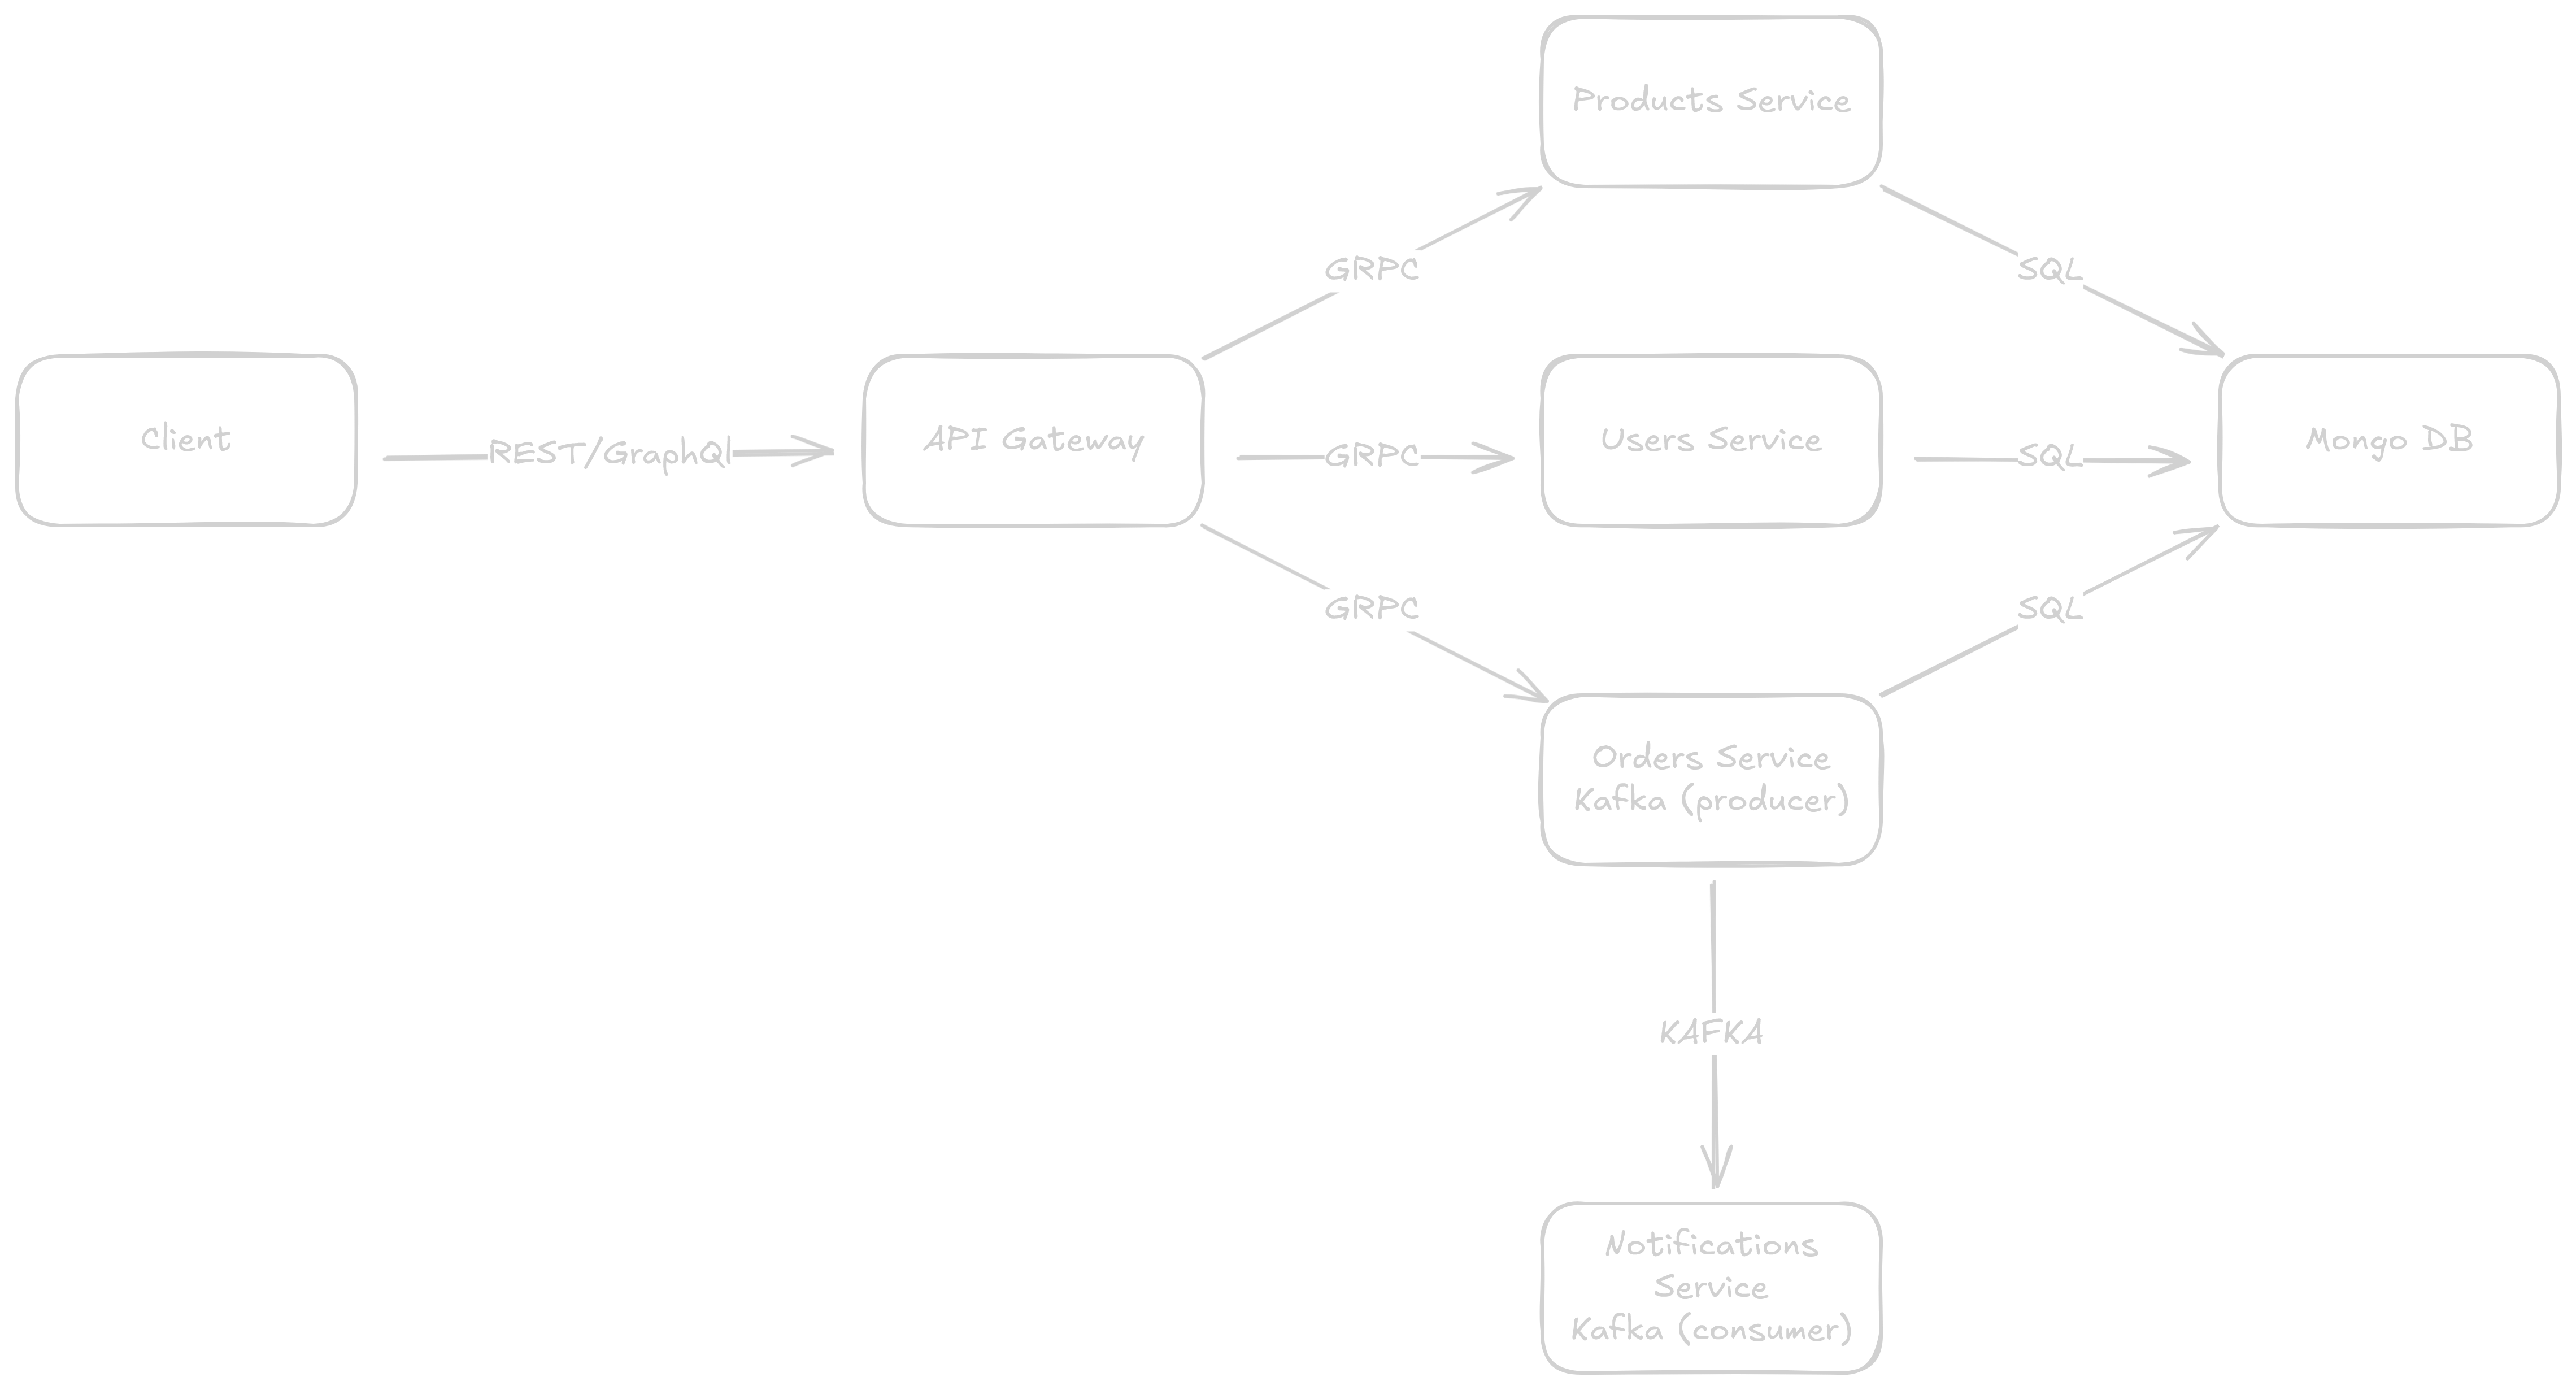 Products Service
GRPC
SQL
Client
REST/GraphQl
API Gateway
GRPC
Users Service
SQL
Mongo DB
GRPC
SQL
Orders Service
Kafka (producer)
KAFKA
Notifications
Service
Kafka (consumer)